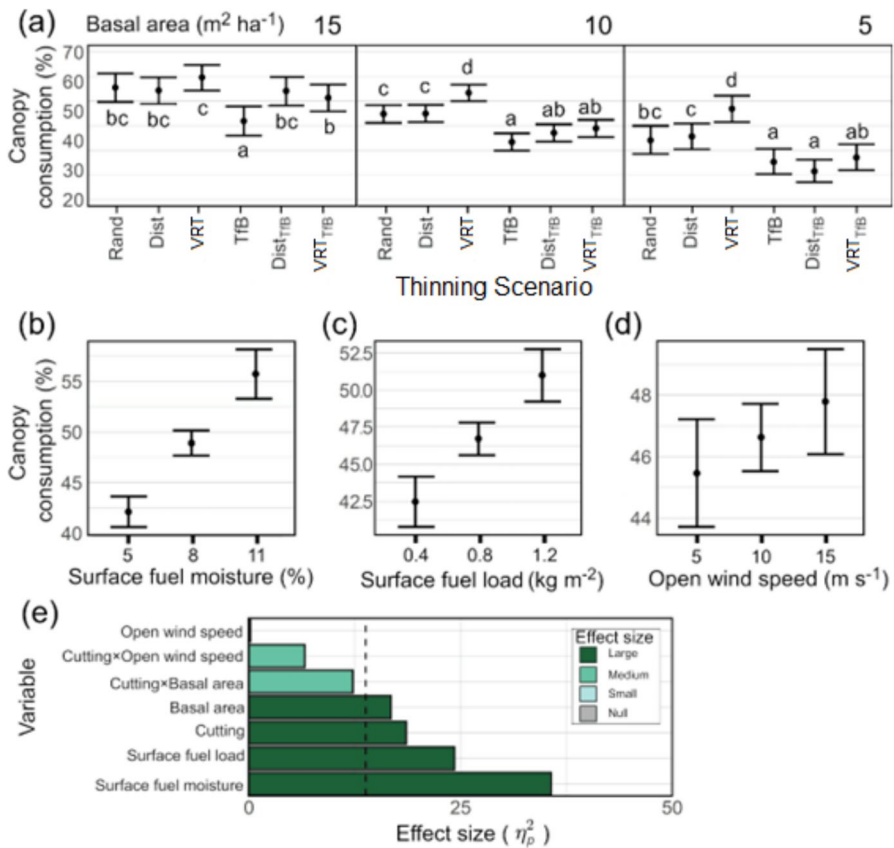 (a) Basal area (m² ha⁻¹) 15 10 5
Canopy consumption (%)
70
60
50
40
30
20
bc bc c a bc b
c c d a ab ab
bc c d a a ab
Rand Dist VRT TfB Dist_TfB VRT_TfB Rand Dist VRT TfB Dist_TfB VRT_TfB Rand Dist VRT TfB Dist_TfB VRT_TfB
Thinning Scenario
(b)
Canopy consumption (%)
55
50
45
40
5 8 11
Surface fuel moisture (%)
(c)
52.5
50.0
47.5
45.0
42.5
0.4 0.8 1.2
Surface fuel load (kg m⁻²)
(d)
48
46
44
5 10 15
Open wind speed (m s⁻¹)
(e)
Variable
Open wind speed
Cutting×Open wind speed
Cutting×Basal area
Basal area
Cutting
Surface fuel load
Surface fuel moisture
Effect size
Large
Medium
Small
Null
0 25 50
Effect size ( η²ₚ )